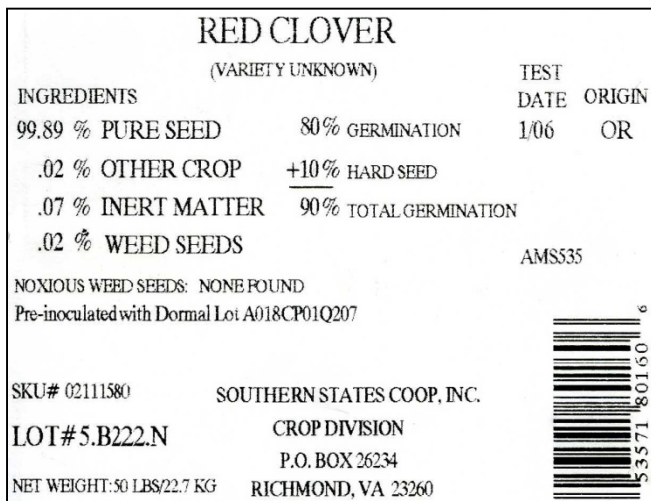 RED CLOVER
(VARIETY UNKNOWN)
TEST
INGREDIENTS DATE ORIGIN
99.89 % PURE SEED 80% GERMINATION 1/06 OR
.02 % OTHER CROP +10% HARD SEED
.07 % INERT MATTER 90% TOTAL GERMINATION
.02 % WEED SEEDS
AMS535
NOXIOUS WEED SEEDS: NONE FOUND
Pre-inoculated with Dormal Lot A018CP01Q207
SKU# 02111580 SOUTHERN STATES COOP, INC.
LOT#5.B222.N CROP DIVISION
P.O. BOX 26234
NET WEIGHT:50 LBS/22.7 KG RICHMOND, VA 23260
53571 80160 6